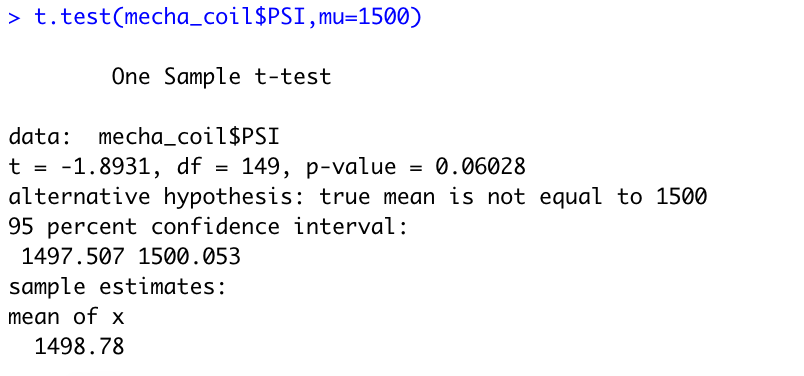 > t.test(mecha_coil$PSI,mu=1500)
One Sample t-test
data:  mecha_coil$PSI
t = -1.8931, df = 149, p-value = 0.06028
alternative hypothesis: true mean is not equal to 1500
95 percent confidence interval:
1497.507 1500.053
sample estimates:
mean of x
1498.78